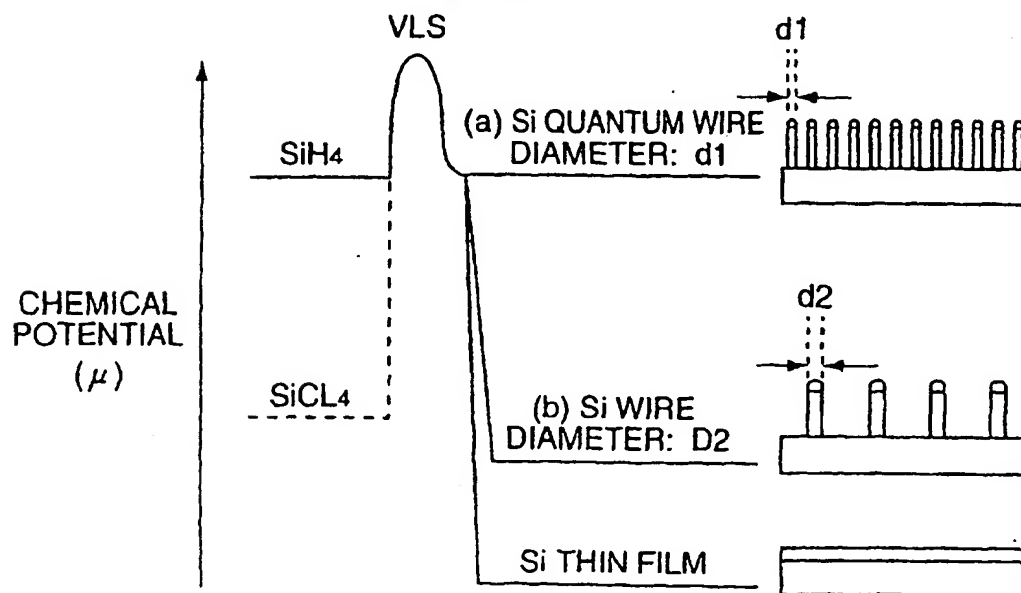 VLS
d1
SiH4
(a) Si QUANTUM WIRE
DIAMETER: d1
CHEMICAL
POTENTIAL
(μ)
d2
SiCL4
(b) Si WIRE
DIAMETER: D2
Si THIN FILM